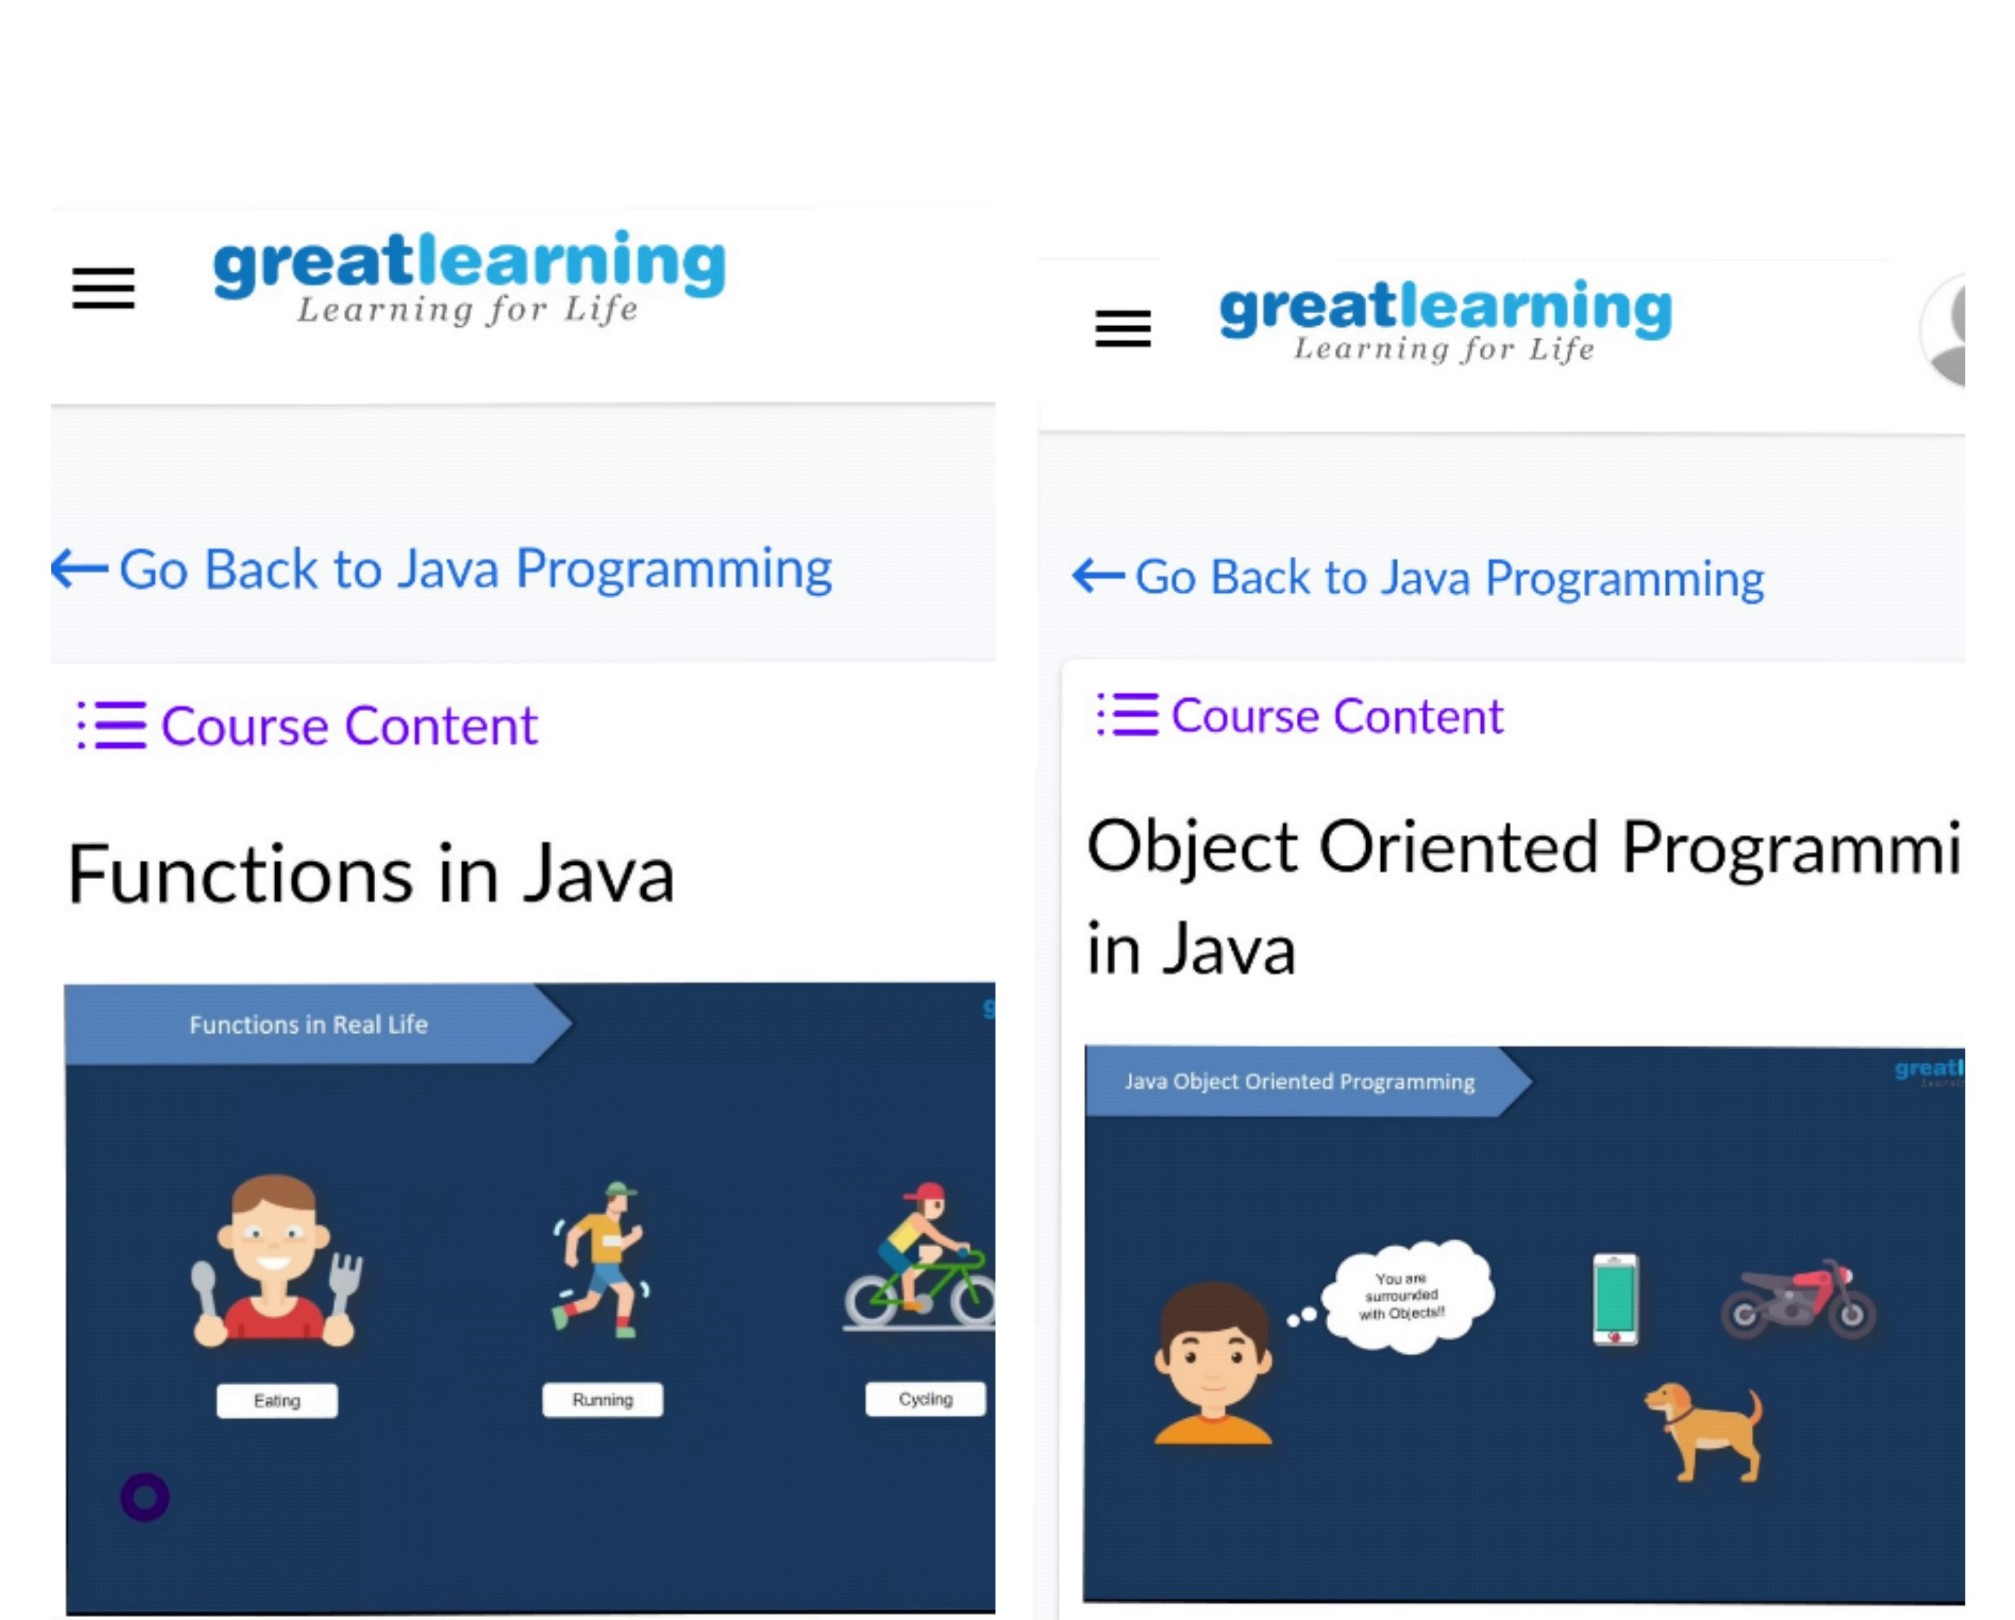 greatlearning
Learning for Life
Go Back to Java Programming
Course Content
Functions in Java
Functions in Real Life
g
Eating
Running
Cycling
greatlearning
Learning for Life
Go Back to Java Programming
Course Content
Object Oriented Programmi
in Java
Java Object Oriented Programming
greatl
You are
surrounded
with Objects!!